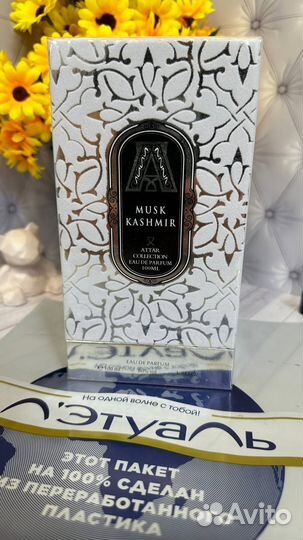 MUSK
KASHMIR
ATTAR
COLLECTION
EAU DE PARFUM
100ML
EAU DE PARFUM
На одной волне с тобой!
Л'Этуаль
ЭТОТ ПАКЕТ
НА 100% СДЕЛАН
ИЗ ПЕРЕРАБОТАННОГО
ПЛАСТИКА
Avito